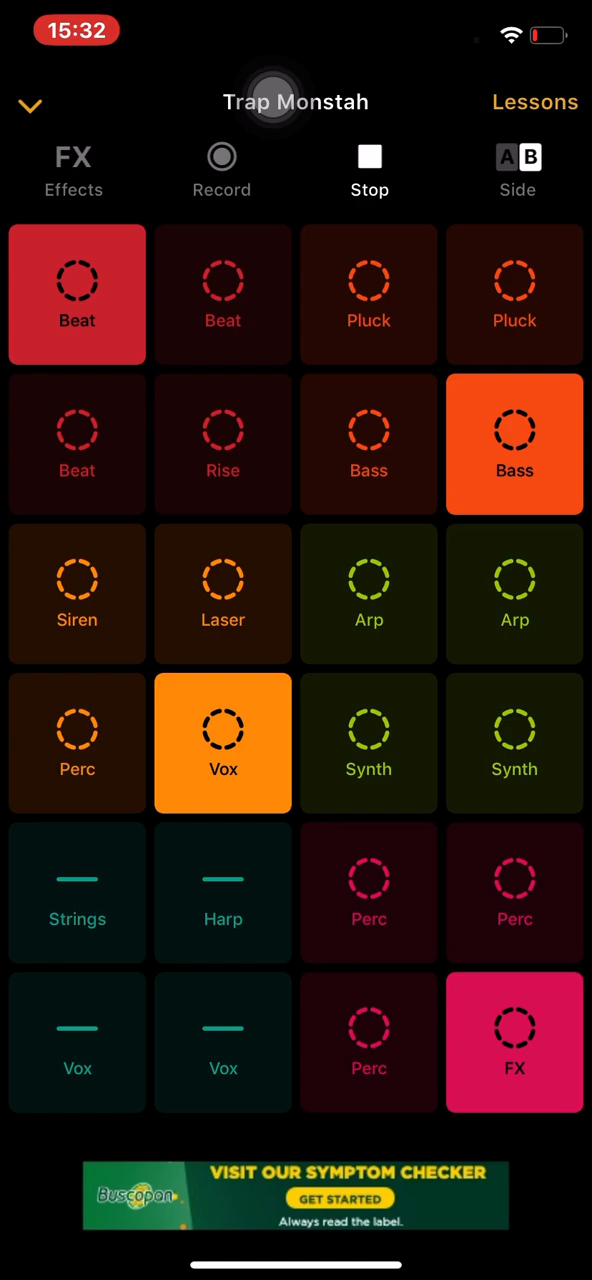 15:32
Trap Monstah
Lessons
FX
A B
Effects
Record
Stop
Side
Beat
Beat
Pluck
Pluck
Beat
Rise
Bass
Bass
Siren
Laser
Arp
Arp
Perc
Vox
Synth
Synth
Strings
Harp
Perc
Perc
Vox
Vox
Perc
FX
Buscopan
VISIT OUR SYMPTOM CHECKER
GET STARTED
Always read the label.